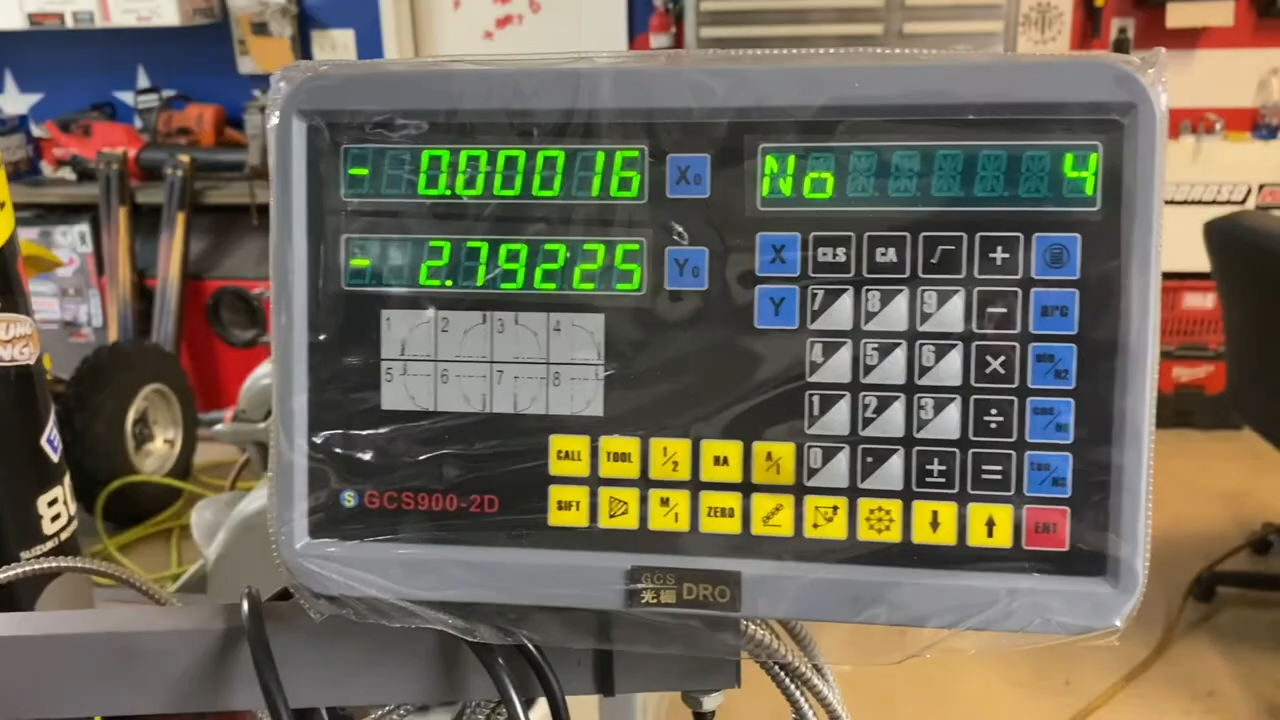 - 0.00016
X0
No 4
- 2.79225
Y0
X CLS CA √ +
Y 7 8 9 − arc
1 2 3 4
4 5 6 ×
5 6 7 8
1 2 3 ÷
CALL TOOL 1/2 HA A/I 0 . ± =
SIFT M/I ZERO ↓ ↑ ENT
$ GCS900-2D
GCS
光栅 DRO
SUZUKI